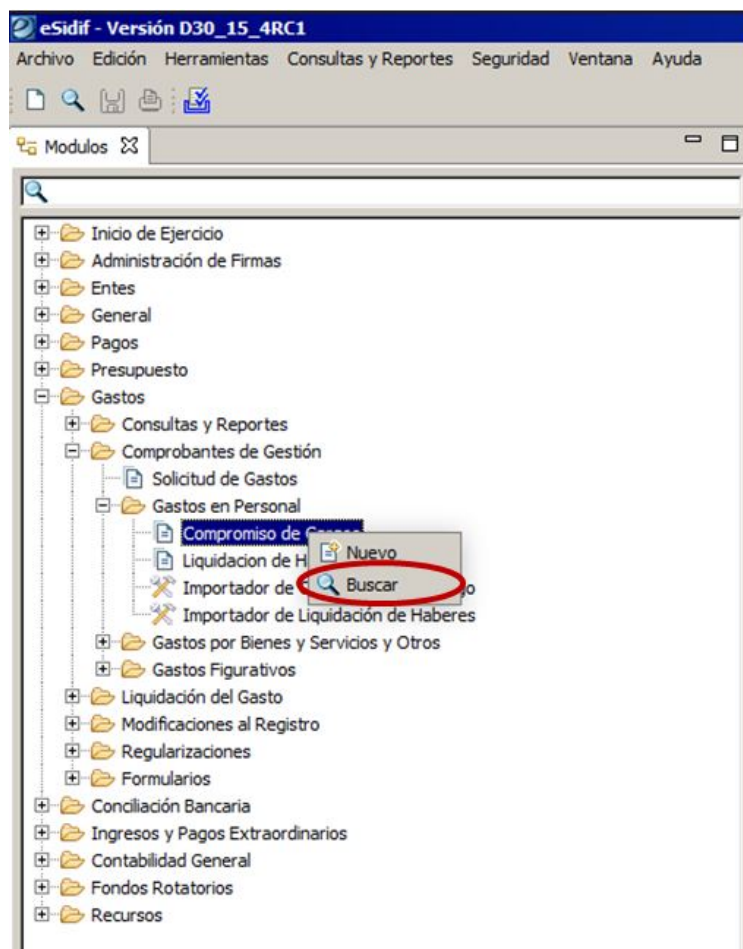 eSidif - Versión D30_15_4RC1
Archivo Edición Herramientas Consultas y Reportes Seguridad Ventana Ayuda
Modulos
Inicio de Ejercicio
Administración de Firmas
Entes
General
Pagos
Presupuesto
Gastos
Consultas y Reportes
Comprobantes de Gestión
Solicitud de Gastos
Gastos en Personal
Compromiso de
Nuevo
Liquidacion de H
Buscar
Importador de
Importador de Liquidación de Haberes
Gastos por Bienes y Servicios y Otros
Gastos Figurativos
Liquidación del Gasto
Modificaciones al Registro
Regularizaciones
Formularios
Conciliación Bancaria
Ingresos y Pagos Extraordinarios
Contabilidad General
Fondos Rotatorios
Recursos